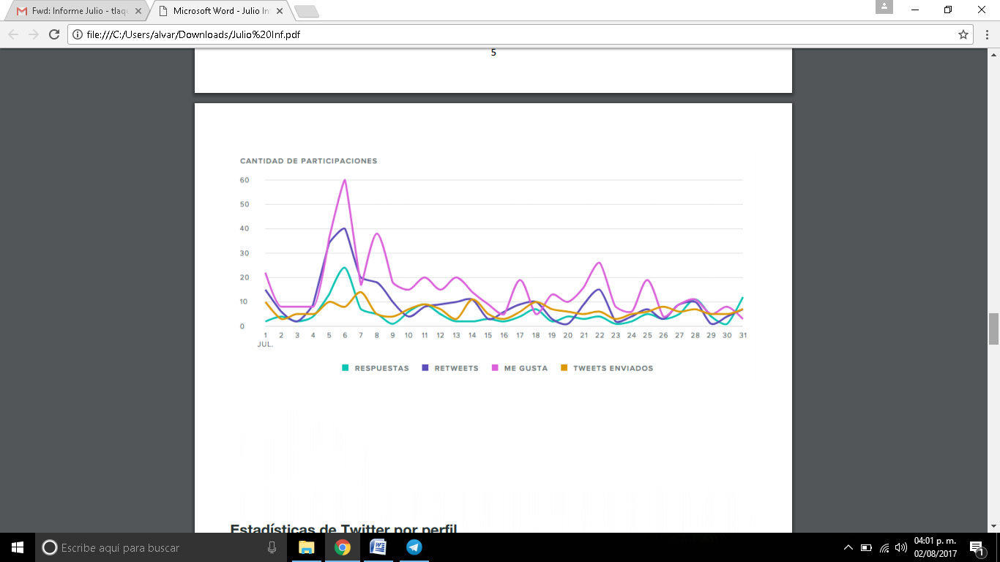 Fwd: Informe Julio - tlaqu
Microsoft Word - Julio In
file:///C:/Users/alvar/Downloads/Julio%20Inf.pdf
5
CANTIDAD DE PARTICIPACIONES
60
50
40
30
20
10
0
1 2 3 4 5 6 7 8 9 10 11 12 13 14 15 16 17 18 19 20 21 22 23 24 25 26 27 28 29 30 31
JUL.
RESPUESTAS RETWEETS ME GUSTA TWEETS ENVIADOS
Estadísticas de Twitter por perfil
Escribe aquí para buscar
04:01 p. m.
02/08/2017
1